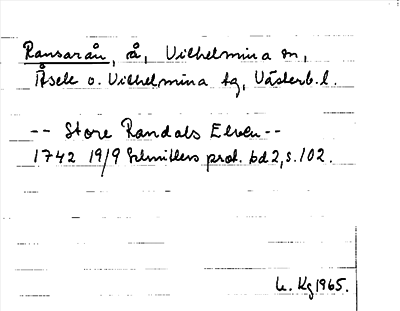 Ransarån, å, Vilhelmina sn,
Åsele o. Vilhelmina tg, Västerb. l.
-- Store Randals Elven --
1742 19/9 Schnitlers prot. bd 2, s. 102.
Kg 1965.